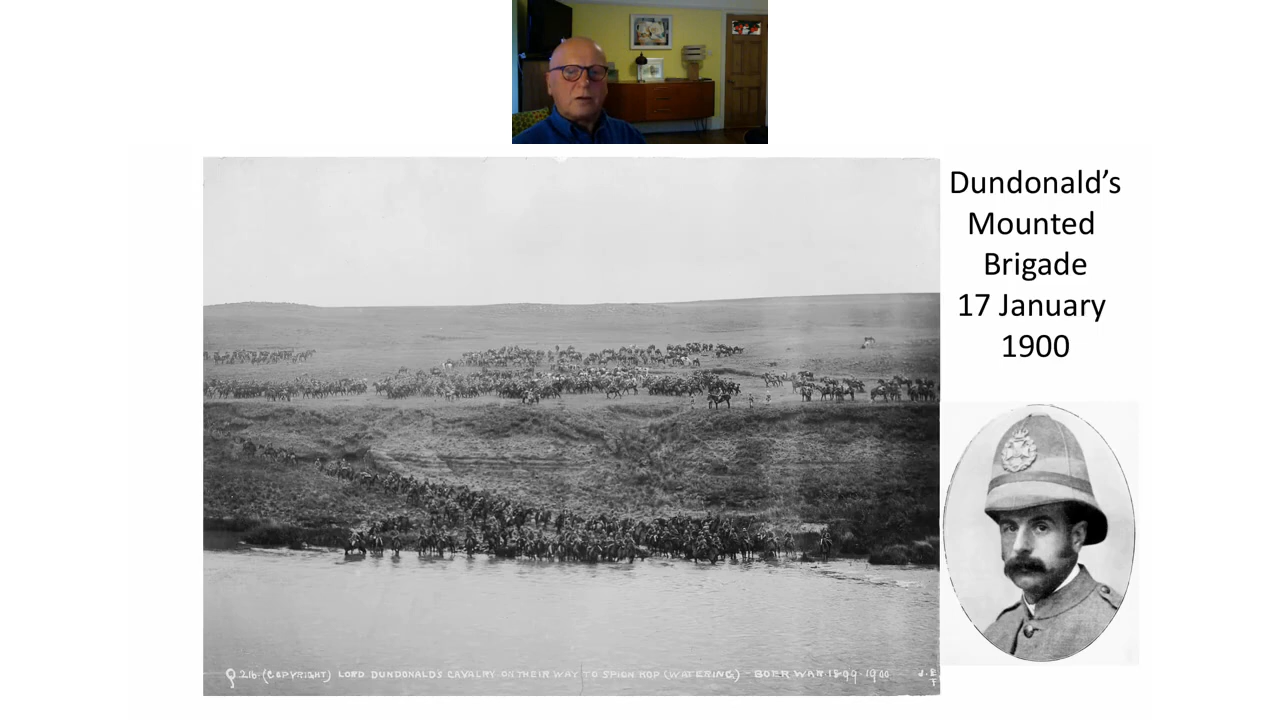 Dundonald’s
Mounted
Brigade
17 January
1900
216 (COPYRIGHT) LORD DUNDONALD'S CAVALRY ON THEIR WAY TO SPION KOP (WATERING) - BOER WAR 1899-1900